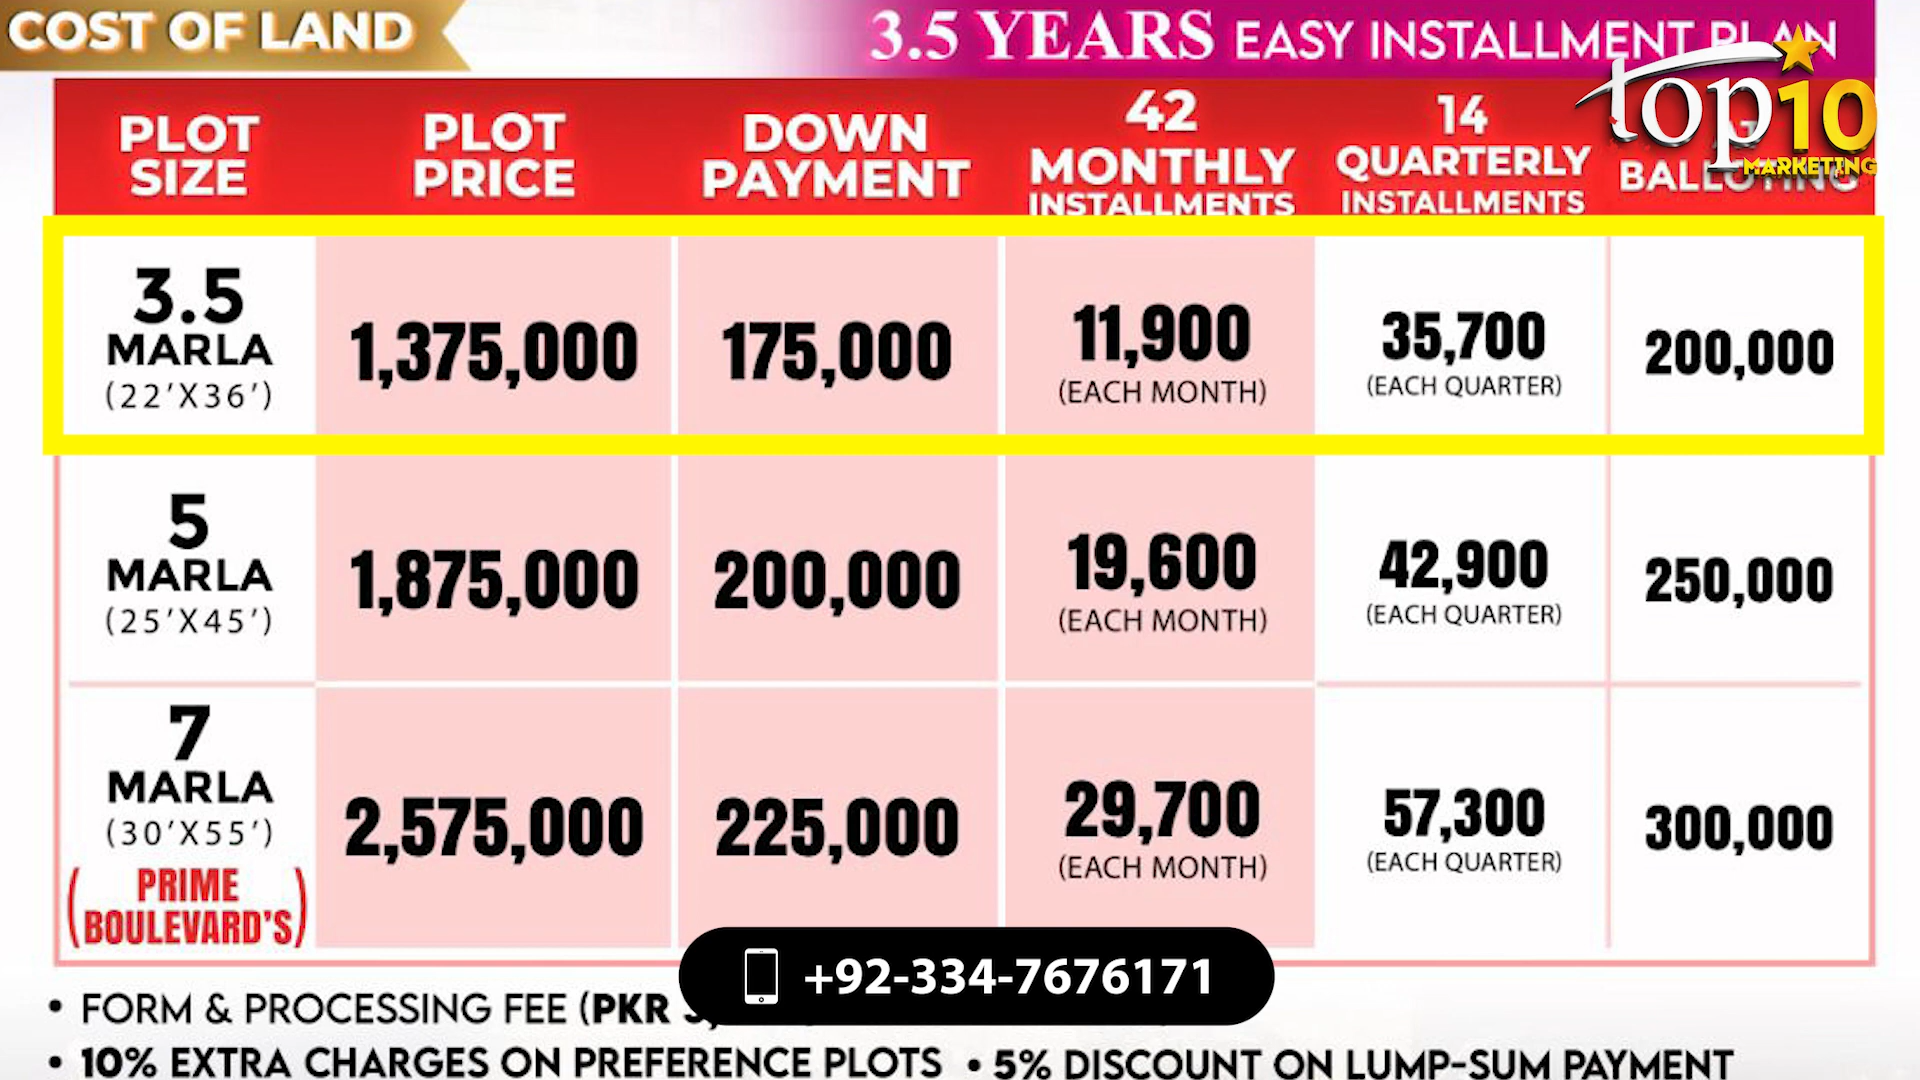 COST OF LAND
3.5 YEARS EASY INSTALLMENT PLAN
top10
MARKETING
PLOT
SIZE
PLOT
PRICE
DOWN
PAYMENT
42
MONTHLY
INSTALLMENTS
14
QUARTERLY
INSTALLMENTS
BALLOTING
3.5
MARLA
(22'X36')
1,375,000
175,000
11,900
(EACH MONTH)
35,700
(EACH QUARTER)
200,000
5
MARLA
(25'X45')
1,875,000
200,000
19,600
(EACH MONTH)
42,900
(EACH QUARTER)
250,000
7
MARLA
(30'X55')
(PRIME
BOULEVARD'S)
2,575,000
225,000
29,700
(EACH MONTH)
57,300
(EACH QUARTER)
300,000
+92-334-7676171
• FORM & PROCESSING FEE (PKR
• 10% EXTRA CHARGES ON PREFERENCE PLOTS • 5% DISCOUNT ON LUMP-SUM PAYMENT